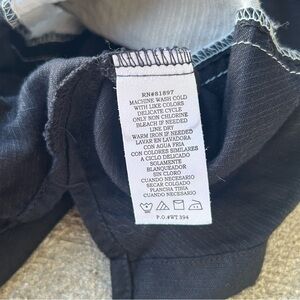 RN#81897
MACHINE WASH COLD
WITH LIKE COLORS
DELICATE CYCLE
ONLY NON CHLORINE
BLEACH IF NEEDED
LINE DRY
WARM IRON IF NEEDED
LAVAR EN LAVADORA
CON AGUA FRIA
CON COLORES SIMILARES
A CICLO DELICADO
SOLAMENTE
BLANQUEADOR
SIN CLORO
CUANDO NECESARIO
SECAR COLGADO
PLANCHA TIBIA
CUANDO NECESARIO
P.O.#WT394